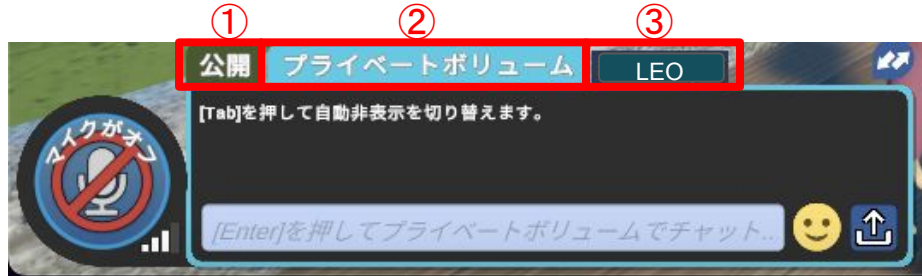 ① ② ③
公開 プライベートボリューム LEO
マイクがオフ
[Tab]を押して自動非表示を切り替えます。
[Enter]を押してプライベートボリュームでチャット..